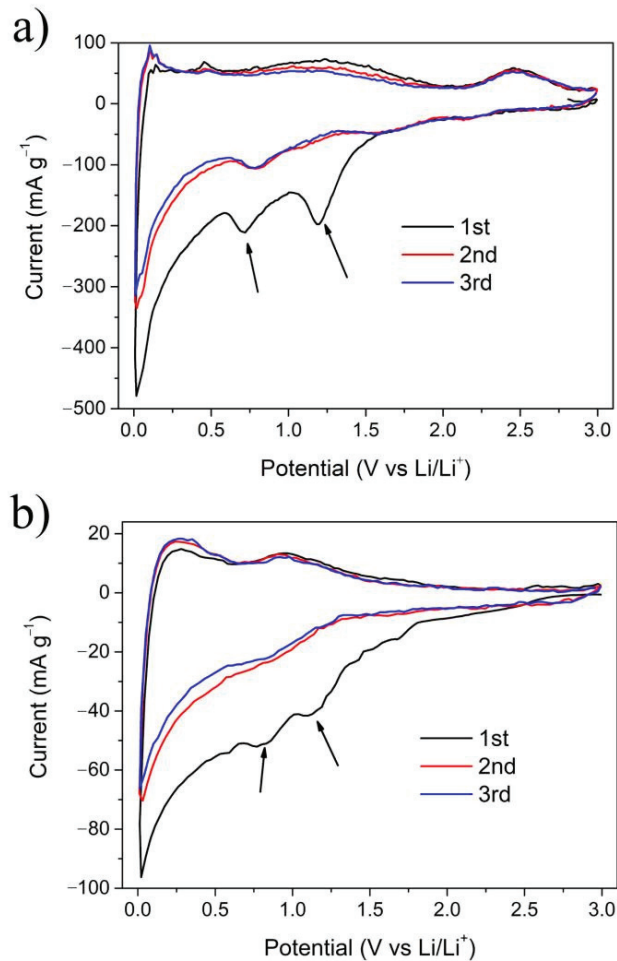 a)
100
0
−100
−200
−300
−400
−500
Current (mA g⁻¹)
1st
2nd
3rd
0.0 0.5 1.0 1.5 2.0 2.5 3.0
Potential (V vs Li/Li⁺)
b)
20
0
−20
−40
−60
−80
−100
Current (mA g⁻¹)
1st
2nd
3rd
0.0 0.5 1.0 1.5 2.0 2.5 3.0
Potential (V vs Li/Li⁺)